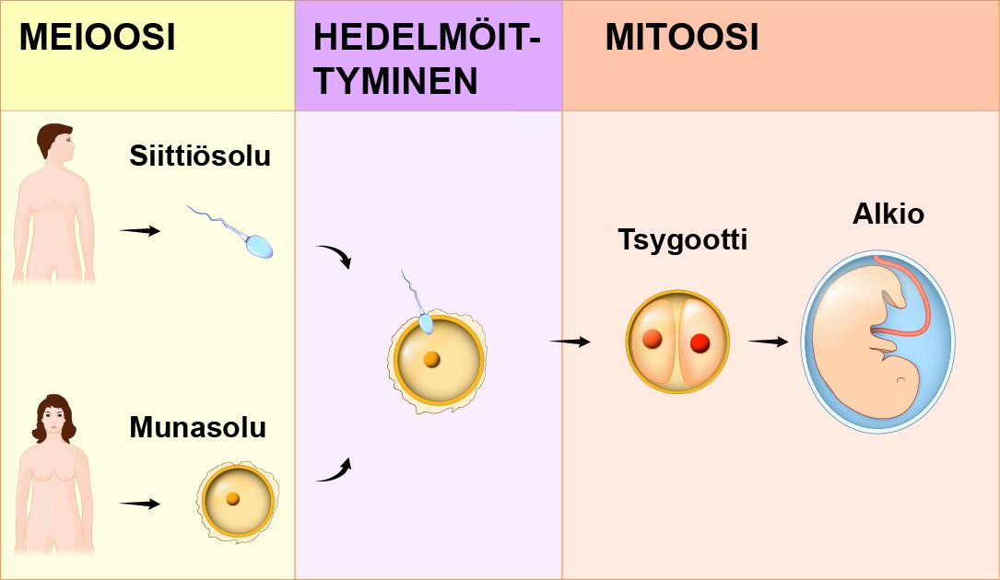 MEIOOSI
HEDELMÖIT-
TYMINEN
MITOOSI
Siittiösolu
Munasolu
Tsygootti
Alkio